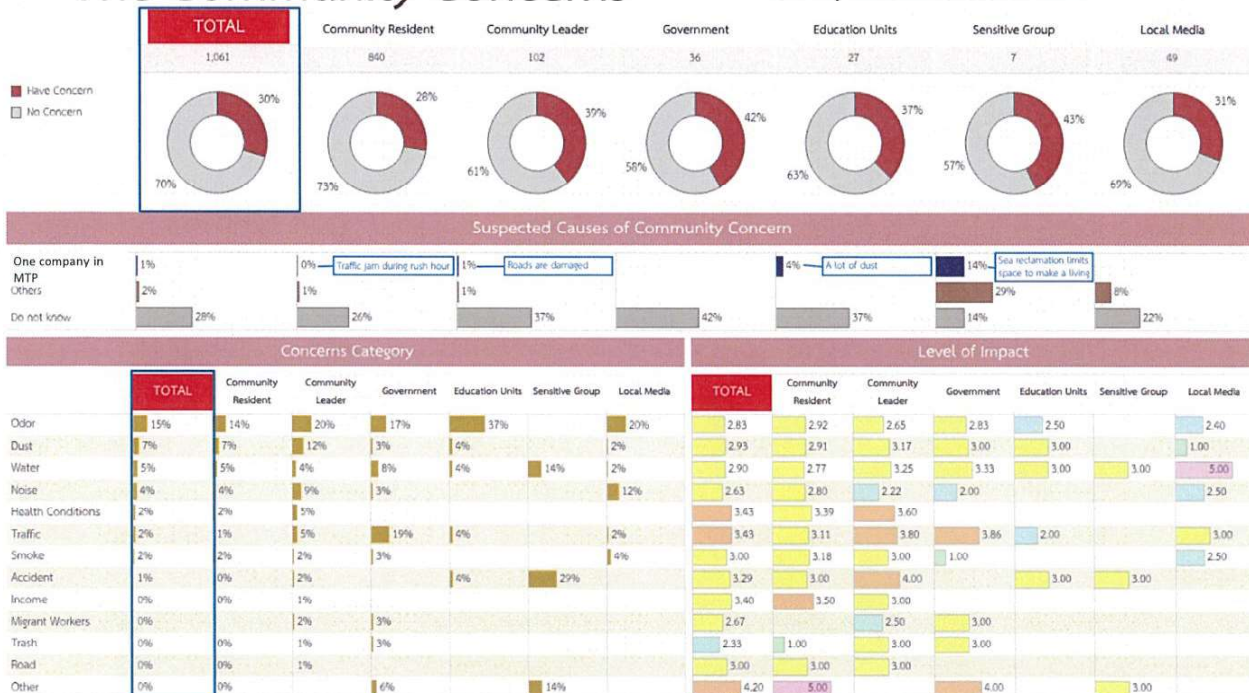 TOTAL Community Resident Community Leader Government Education Units Sensitive Group Local Media
1,061 840 102 36 27 7 49
Have Concern
No Concern
30% 28% 39% 42% 37% 43% 31%
70% 73% 61% 58% 63% 57% 69%
Suspected Causes of Community Concern
One company in MTP 1% 0% Traffic jam during rush hour 1% Roads are damaged 4% A lot of dust 14% Sea reclamation limits space to make a living
Others 2% 1% 1% 29% 8%
Do not know 28% 26% 37% 42% 37% 14% 22%
Concerns Category Level of Impact
TOTAL Community Resident Community Leader Government Education Units Sensitive Group Local Media TOTAL Community Resident Community Leader Government Education Units Sensitive Group Local Media
Odor 15% 14% 20% 17% 37% 20% 2.83 2.92 2.65 2.83 2.50 2.40
Dust 7% 7% 12% 3% 4% 2% 2.93 2.91 3.17 3.00 3.00 1.00
Water 5% 5% 4% 8% 4% 14% 2% 2.90 2.77 3.25 3.33 3.00 3.00 5.00
Noise 4% 4% 9% 3% 12% 2.63 2.80 2.22 2.00 2.50
Health Conditions 2% 2% 5% 3.43 3.39 3.60
Traffic 2% 1% 5% 19% 4% 2% 3.43 3.11 3.80 3.86 2.00 3.00
Smoke 2% 2% 2% 3% 4% 3.00 3.18 3.00 1.00 2.50
Accident 1% 0% 2% 4% 29% 3.29 3.00 4.00 3.00 3.00
Income 0% 0% 1% 3.40 3.50 3.00
Migrant Workers 0% 2% 3% 2.67 2.50 3.00
Trash 0% 0% 1% 3% 2.33 1.00 3.00 3.00
Road 0% 0% 1% 3.00 3.00 3.00
Other 0% 0% 6% 14% 4.20 5.00 4.00 3.00